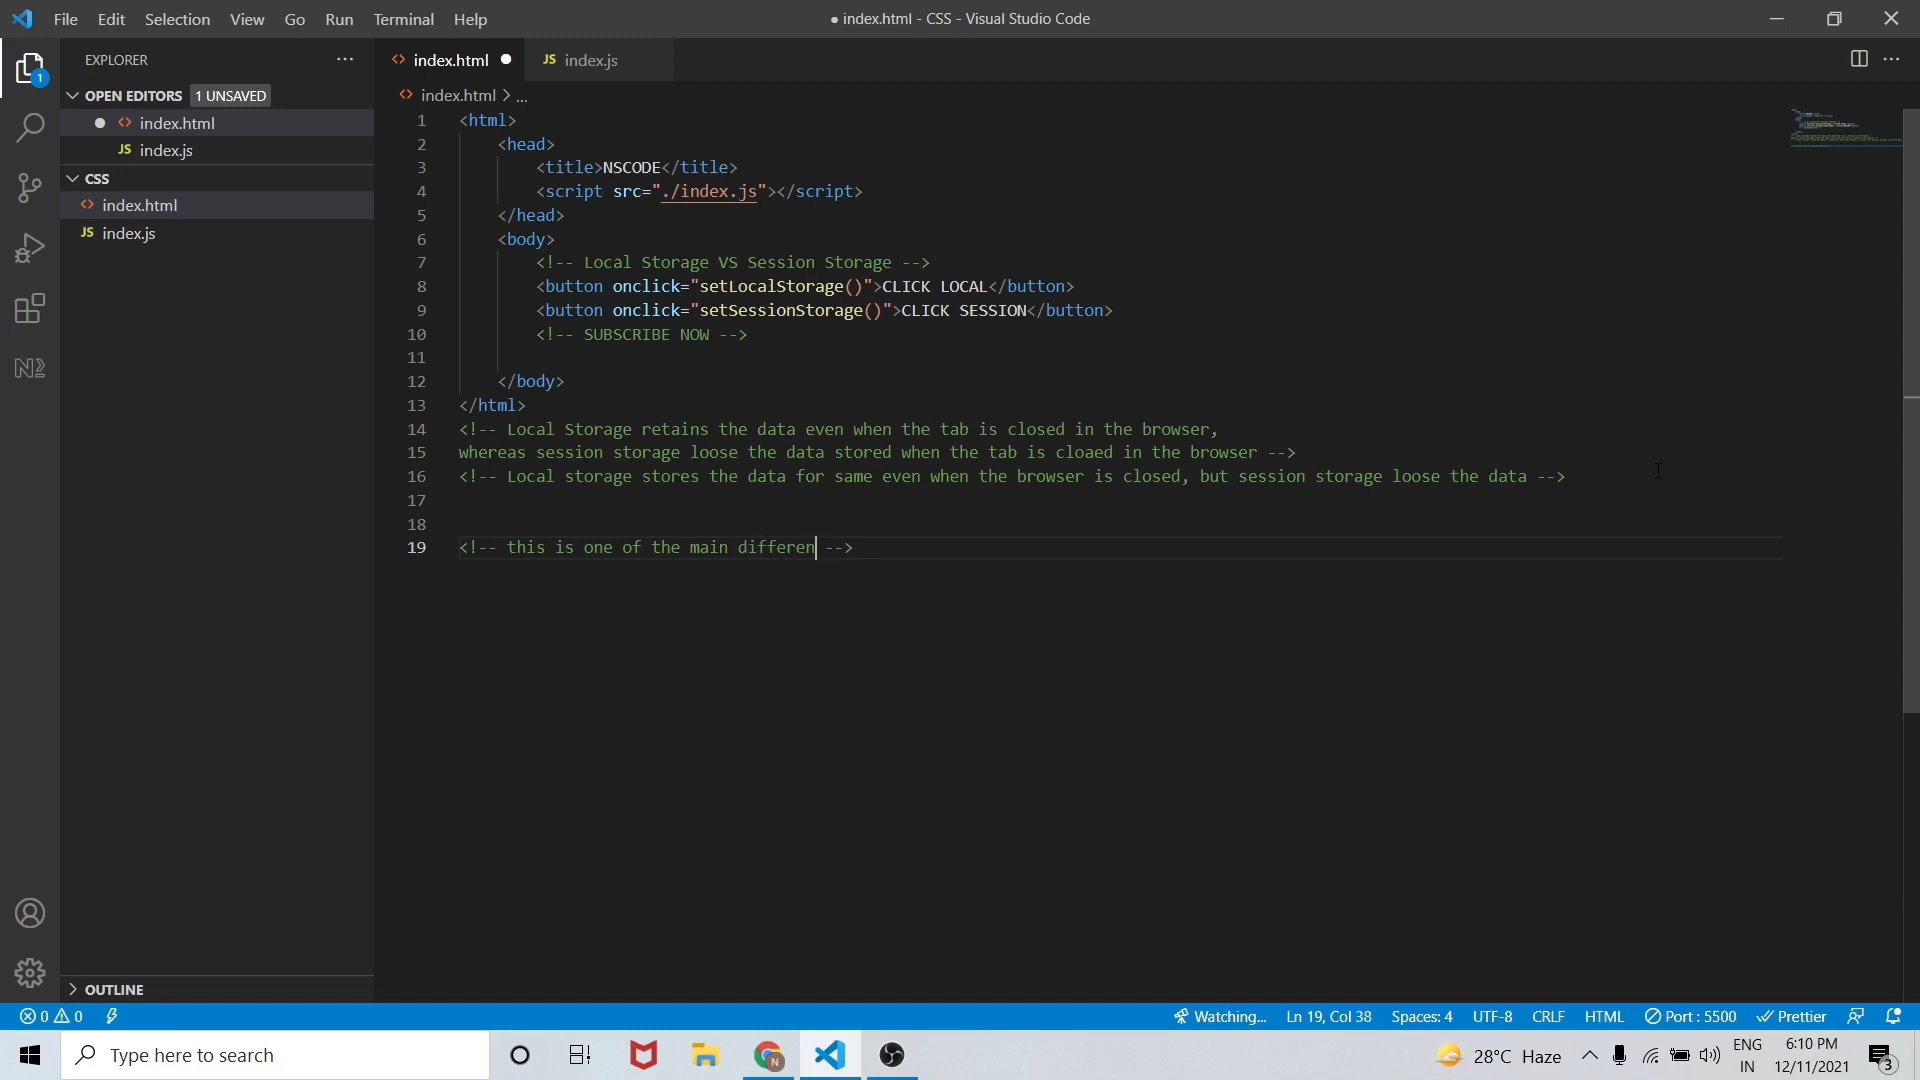 File Edit Selection View Go Run Terminal Help
● index.html - CSS - Visual Studio Code
EXPLORER
index.html
JS index.js
OPEN EDITORS 1 UNSAVED
index.html
JS index.js
CSS
index.html
JS index.js
OUTLINE
1
index.html > ...
1 <html>
2 <head>
3 <title>NSCODE</title>
4 <script src="./index.js"></script>
5 </head>
6 <body>
7 <!-- Local Storage VS Session Storage -->
8 <button onclick="setLocalStorage()">CLICK LOCAL</button>
9 <button onclick="setSessionStorage()">CLICK SESSION</button>
10 <!-- SUBSCRIBE NOW -->
11
12 </body>
13 </html>
14 <!-- Local Storage retains the data even when the tab is closed in the browser,
15 whereas session storage loose the data stored when the tab is cloaed in the browser -->
16 <!-- Local storage stores the data for same even when the browser is closed, but session storage loose the data -->
17
18
19 <!-- this is one of the main differen -->
0 0 Watching... Ln 19, Col 38 Spaces: 4 UTF-8 CRLF HTML Port : 5500 Prettier
Type here to search
N
28°C Haze
ENG
IN
6:10 PM
12/11/2021
3